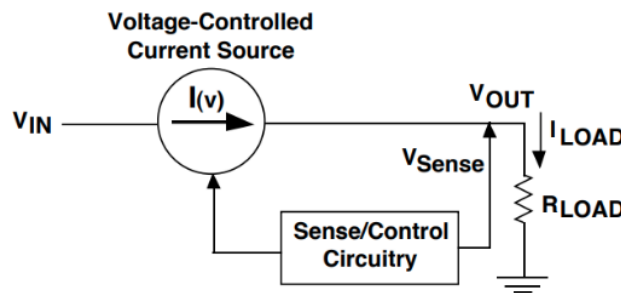 Voltage-Controlled
Current Source
I(v)
VIN
VOUT
ILOAD
VSense
RLOAD
Sense/Control
Circuitry